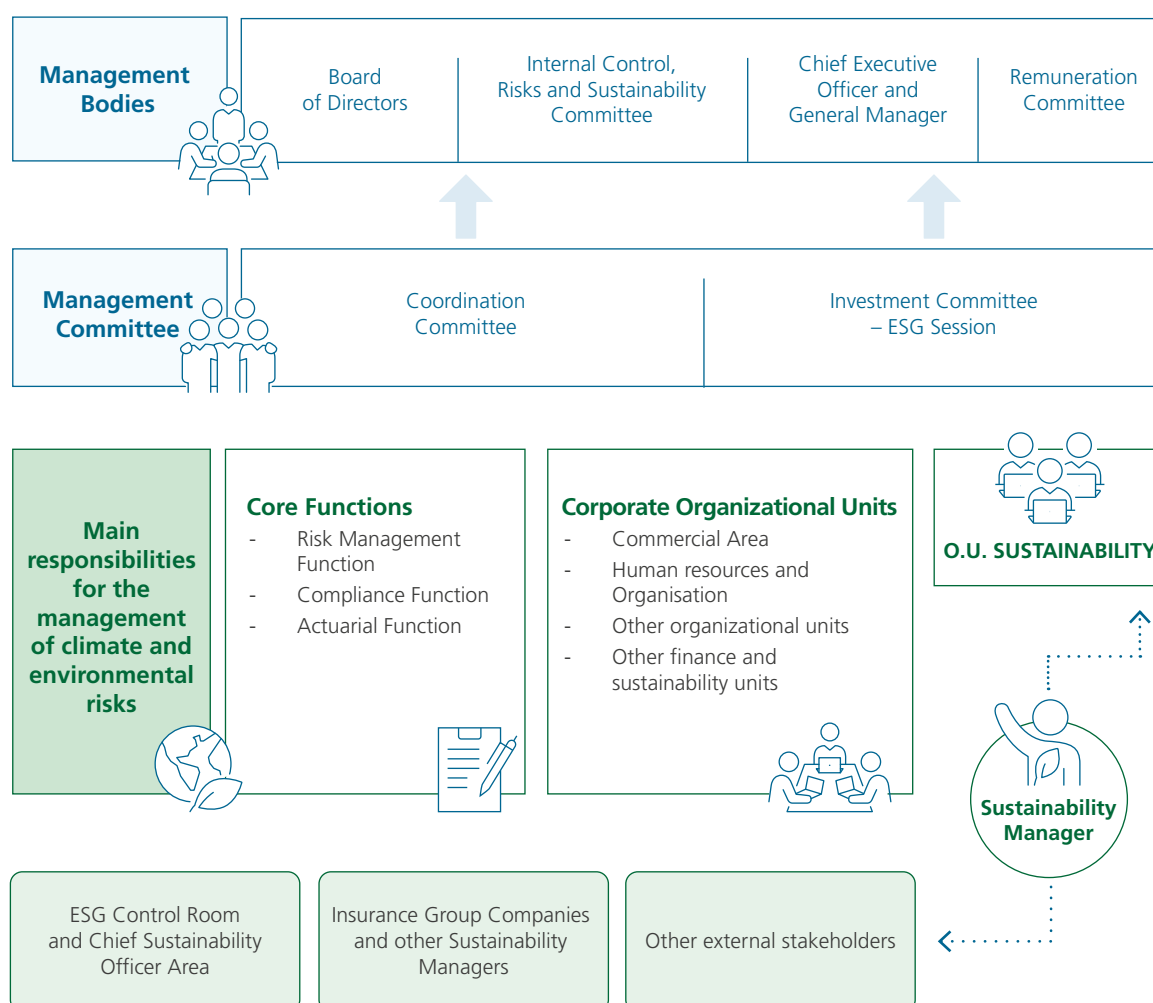 Management
Bodies
Board
of Directors
Internal Control,
Risks and Sustainability
Committee
Chief Executive
Officer and
General Manager
Remuneration
Committee
Management
Committee
Coordination
Committee
Investment Committee
– ESG Session
Main
responsibilities
for the
management
of climate and
environmental
risks
Core Functions
- Risk Management
Function
- Compliance Function
- Actuarial Function
Corporate Organizational Units
- Commercial Area
- Human resources and
Organisation
- Other organizational units
- Other finance and
sustainability units
O.U. SUSTAINABILITY
Sustainability
Manager
ESG Control Room
and Chief Sustainability
Officer Area
Insurance Group Companies
and other Sustainability
Managers
Other external stakeholders